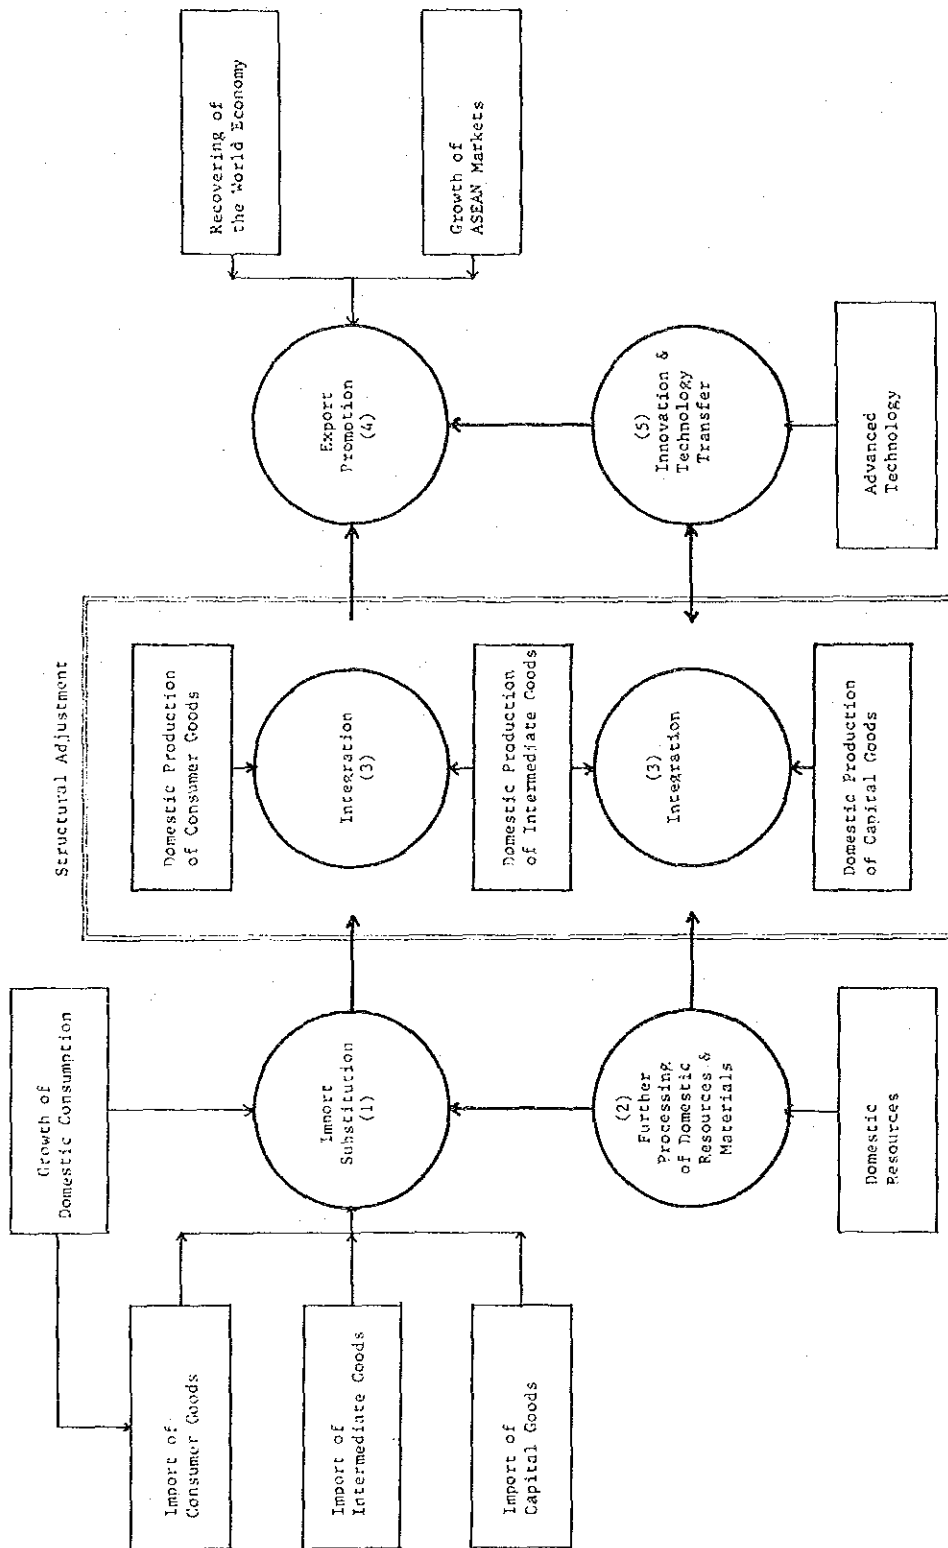 Growth of
Domestic Consumption
Import of
Consumer Goods
Import of
Intermediate Goods
Import of
Capital Goods
Import
Substitution
(1)
(2)
Further
Processing
of Domestic
Resources &
Materials
Domestic
Resources
Structural Adjustment
Domestic Production
of Consumer Goods
Integration
(3)
Domestic Production
of Intermediate Goods
Integration
(3)
Domestic Production
of Capital Goods
Recovering of
the World Economy
Growth of
ASEAN Markets
Export
Promotion
(4)
(5)
Innovation &
Technology
Transfer
Advanced
Technology